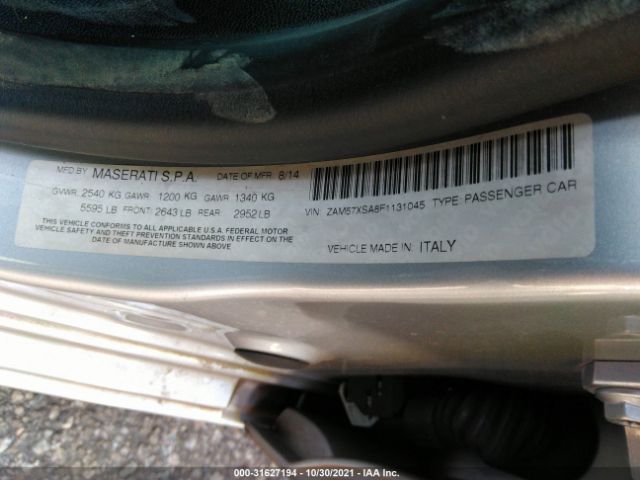 MFD BY MASERATI S.P.A. DATE OF MFR 8/14
GVWR: 2540 KG GAWR 1200 KG GAWR 1340 KG
5595 LB FRONT: 2643 LB REAR 2952 LB
THIS VEHICLE CONFORMS TO ALL APPLICABLE U.S.A. FEDERAL MOTOR
VEHICLE SAFETY AND THEFT PREVENTION STANDARDS IN EFFECT ON THE
DATE OF MANUFACTURE SHOWN ABOVE
VIN: ZAM57XSA8F1131045 TYPE PASSENGER CAR
VEHICLE MADE IN: ITALY
000-31627194 - 10/30/2021 - IAA Inc.